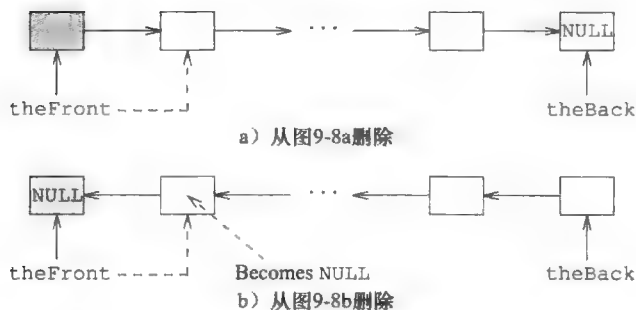 NULL
theFront theBack
a) 从图9-8a删除
NULL
theFront Becomes NULL theBack
b) 从图9-8b删除